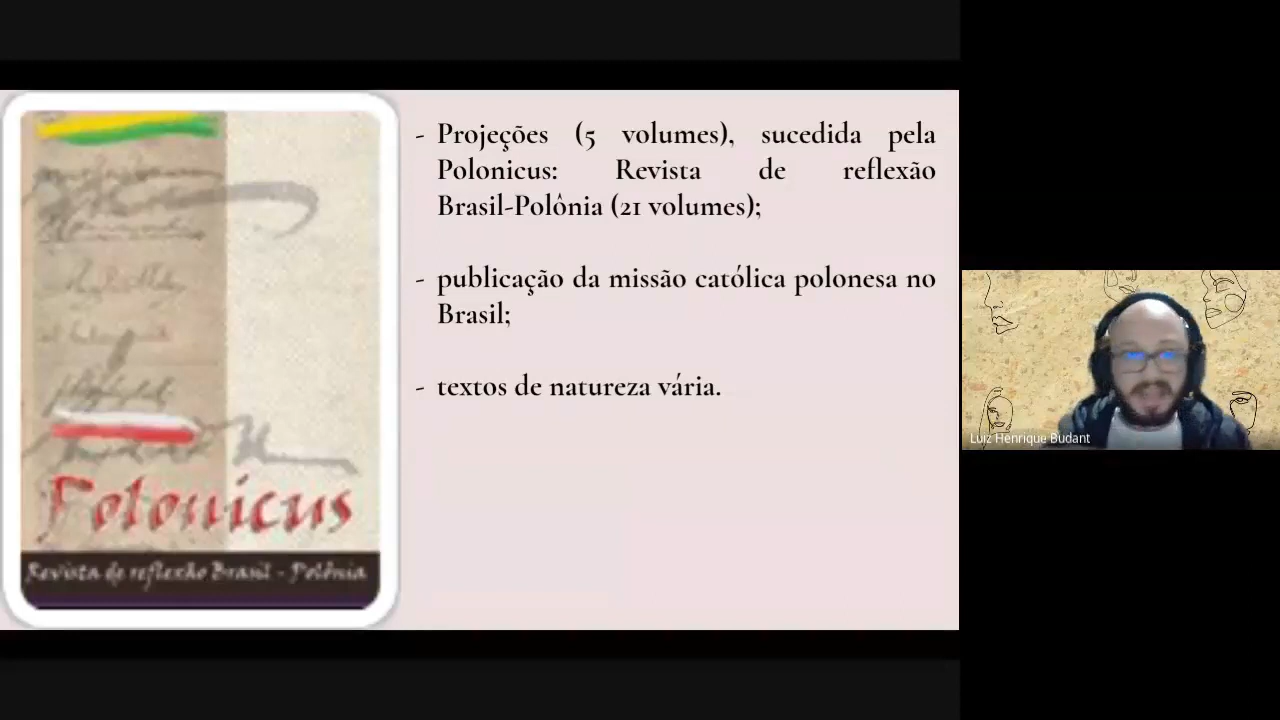 Polonicus
Revista de reflexão Brasil - Polônia
- Projeções (5 volumes), sucedida pela
Polonicus: Revista de reflexão
Brasil-Polônia (21 volumes);
- publicação da missão católica polonesa no
Brasil;
- textos de natureza vária.
Luiz Henrique Budant